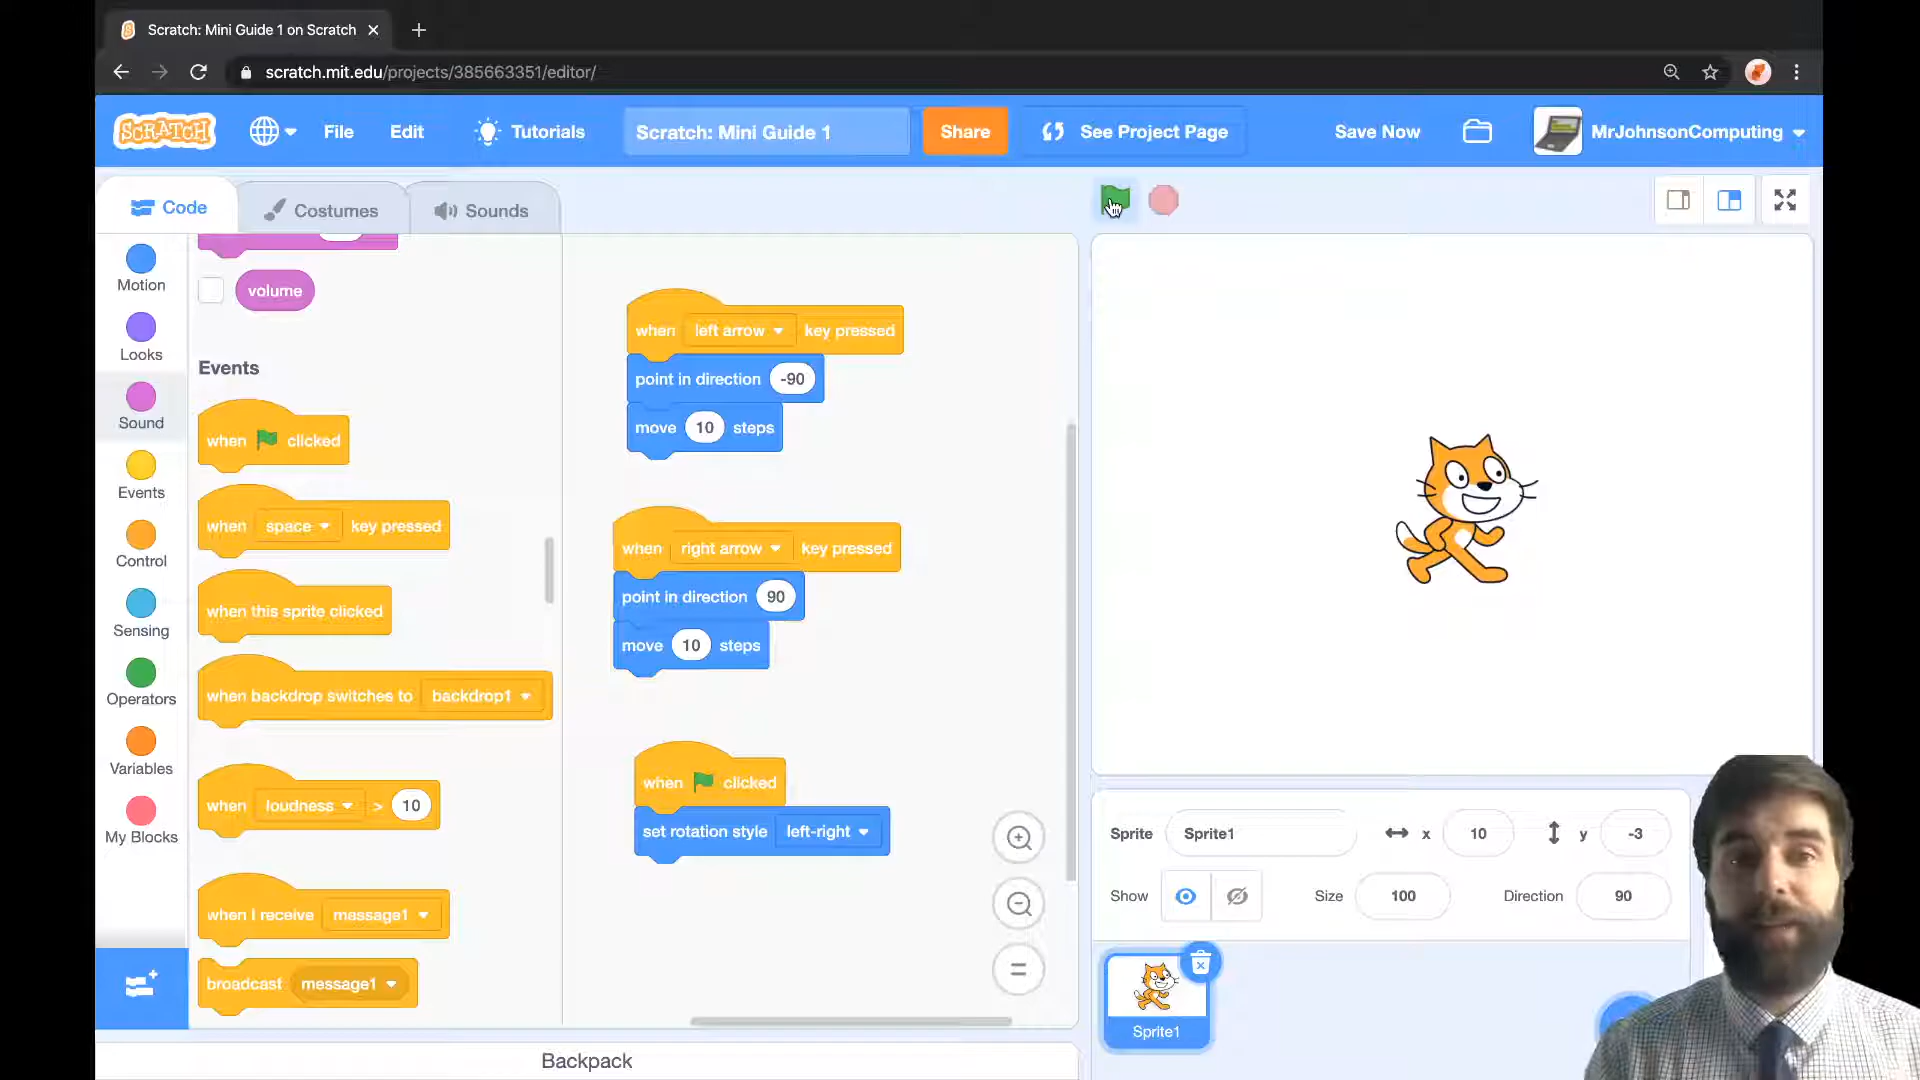 Scratch: Mini Guide 1 on Scratch
scratch.mit.edu/projects/385663351/editor/
SCRATCH
File
Edit
Tutorials
Scratch: Mini Guide 1
Share
See Project Page
Save Now
MrJohnsonComputing
Code
Costumes
Sounds
Motion
Looks
Sound
Events
Control
Sensing
Operators
Variables
My Blocks
volume
Events
when clicked
when space key pressed
when this sprite clicked
when backdrop switches to backdrop1
when loudness > 10
when I receive message1
broadcast message1
when left arrow key pressed
point in direction -90
move 10 steps
when right arrow key pressed
point in direction 90
move 10 steps
when clicked
set rotation style left-right
Backpack
Sprite Sprite1 x 10 y -3
Show Size 100 Direction 90
Sprite1